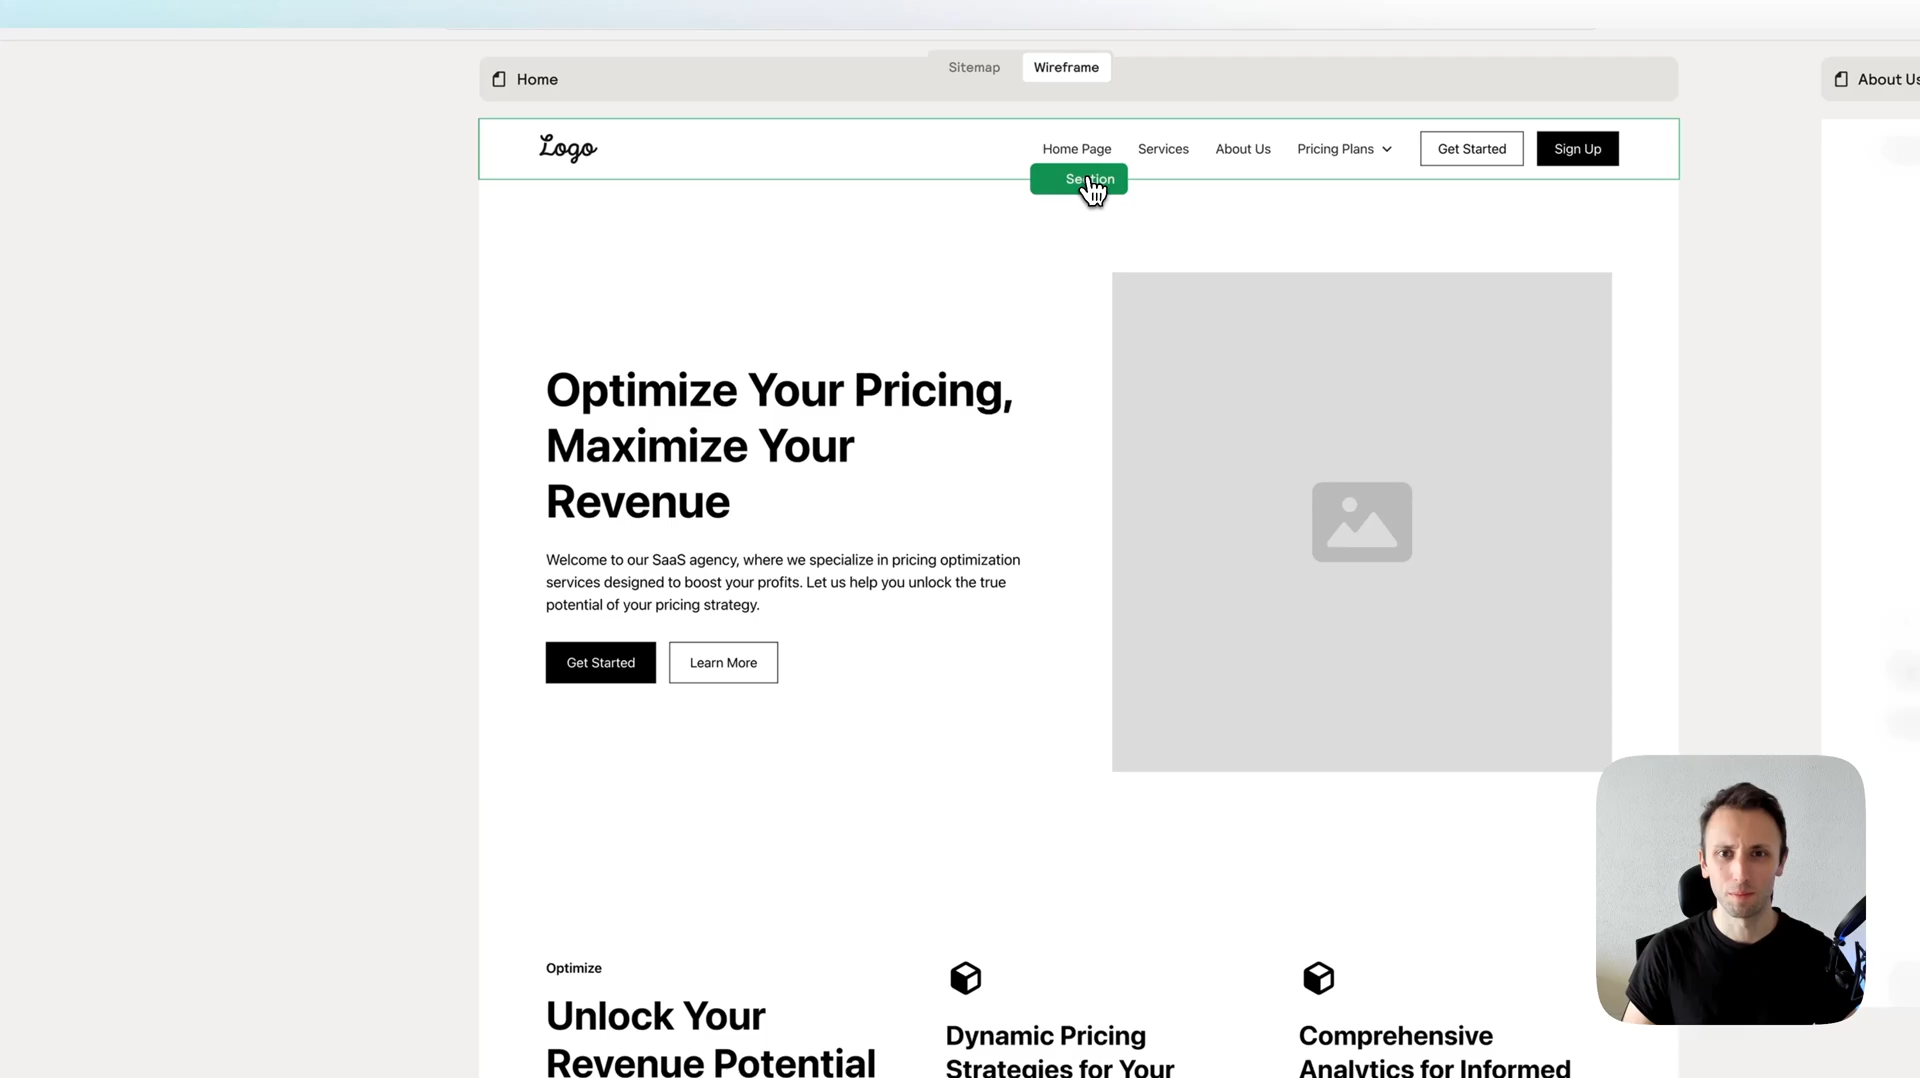 Sitemap
Wireframe
Home
About Us
Logo
Home Page
Services
About Us
Pricing Plans
Get Started
Sign Up
Section
Optimize Your Pricing,
Maximize Your
Revenue
Welcome to our SaaS agency, where we specialize in pricing optimization
services designed to boost your profits. Let us help you unlock the true
potential of your pricing strategy.
Get Started
Learn More
Optimize
Unlock Your
Revenue Potential
Dynamic Pricing
Strategies for Your
Comprehensive
Analytics for Informed